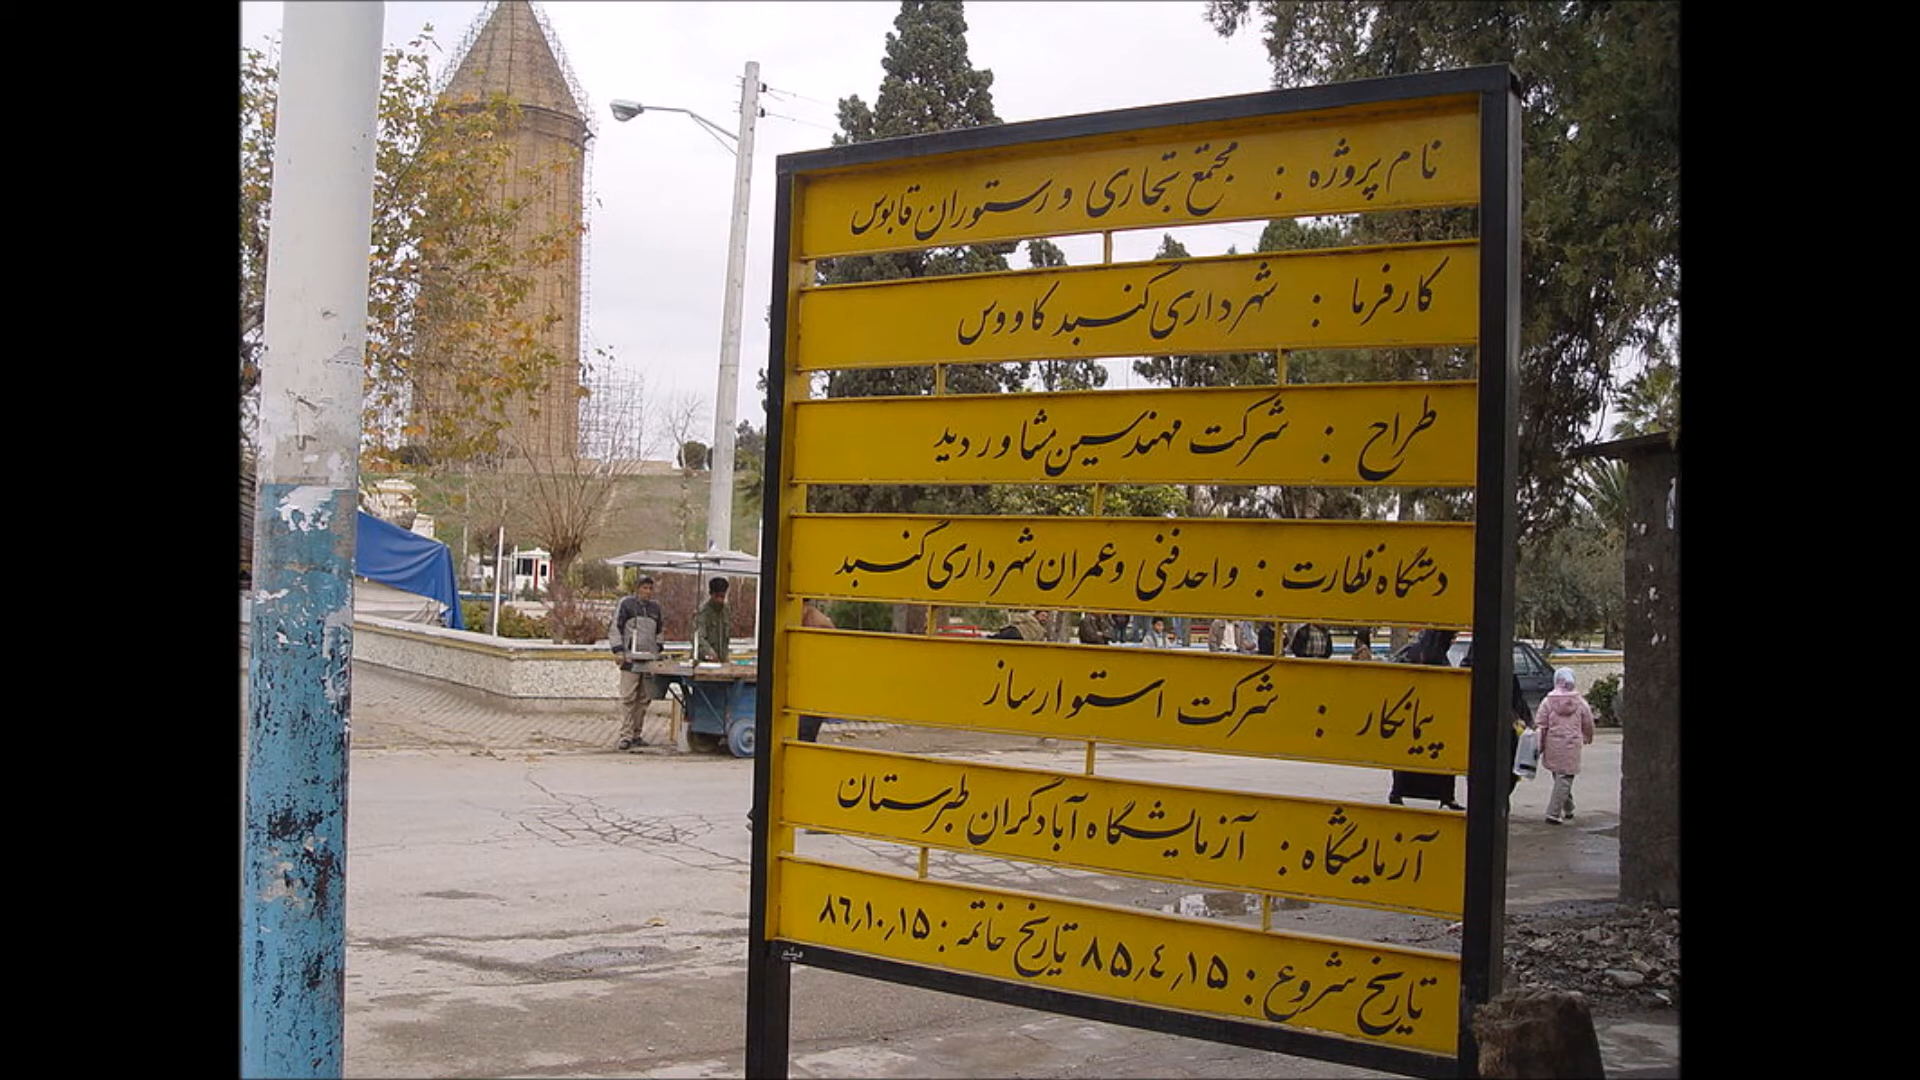 نام پروژه : مجتمع تجاری و رستوران قابوس
کارفرما : شهرداری گنبد کاووس
طراح : شرکت مهندسین مشاور دید
دستگاه نظارت : واحد فنی و عمران شهرداری گنبد
پیمانکار : شرکت استوارساز
آزمایشگاه : آزمایشگاه آبادگران طبرستان
تاریخ شروع : ۸۵٫۴٫۱۵ تاریخ خاتمه : ۸۶٫۱۰٫۱۵